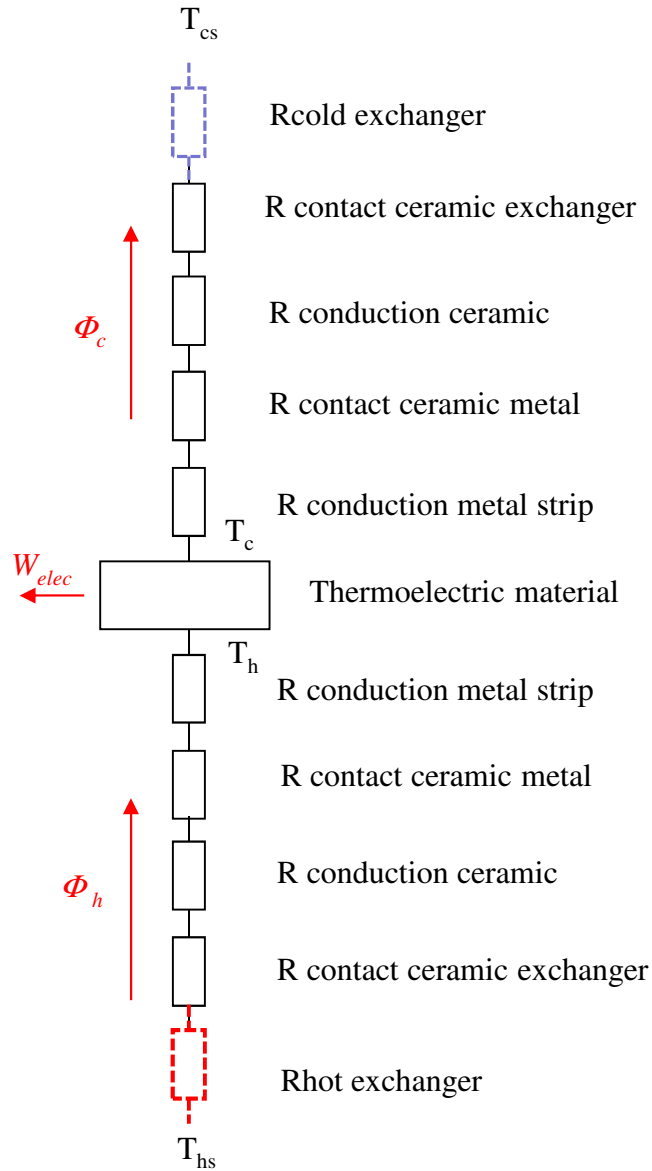 T_cs
Rcold exchanger
R contact ceramic exchanger
Φ_c
R conduction ceramic
R contact ceramic metal
R conduction metal strip
T_c
W_elec
Thermoelectric material
T_h
R conduction metal strip
R contact ceramic metal
Φ_h
R conduction ceramic
R contact ceramic exchanger
Rhot exchanger
T_hs